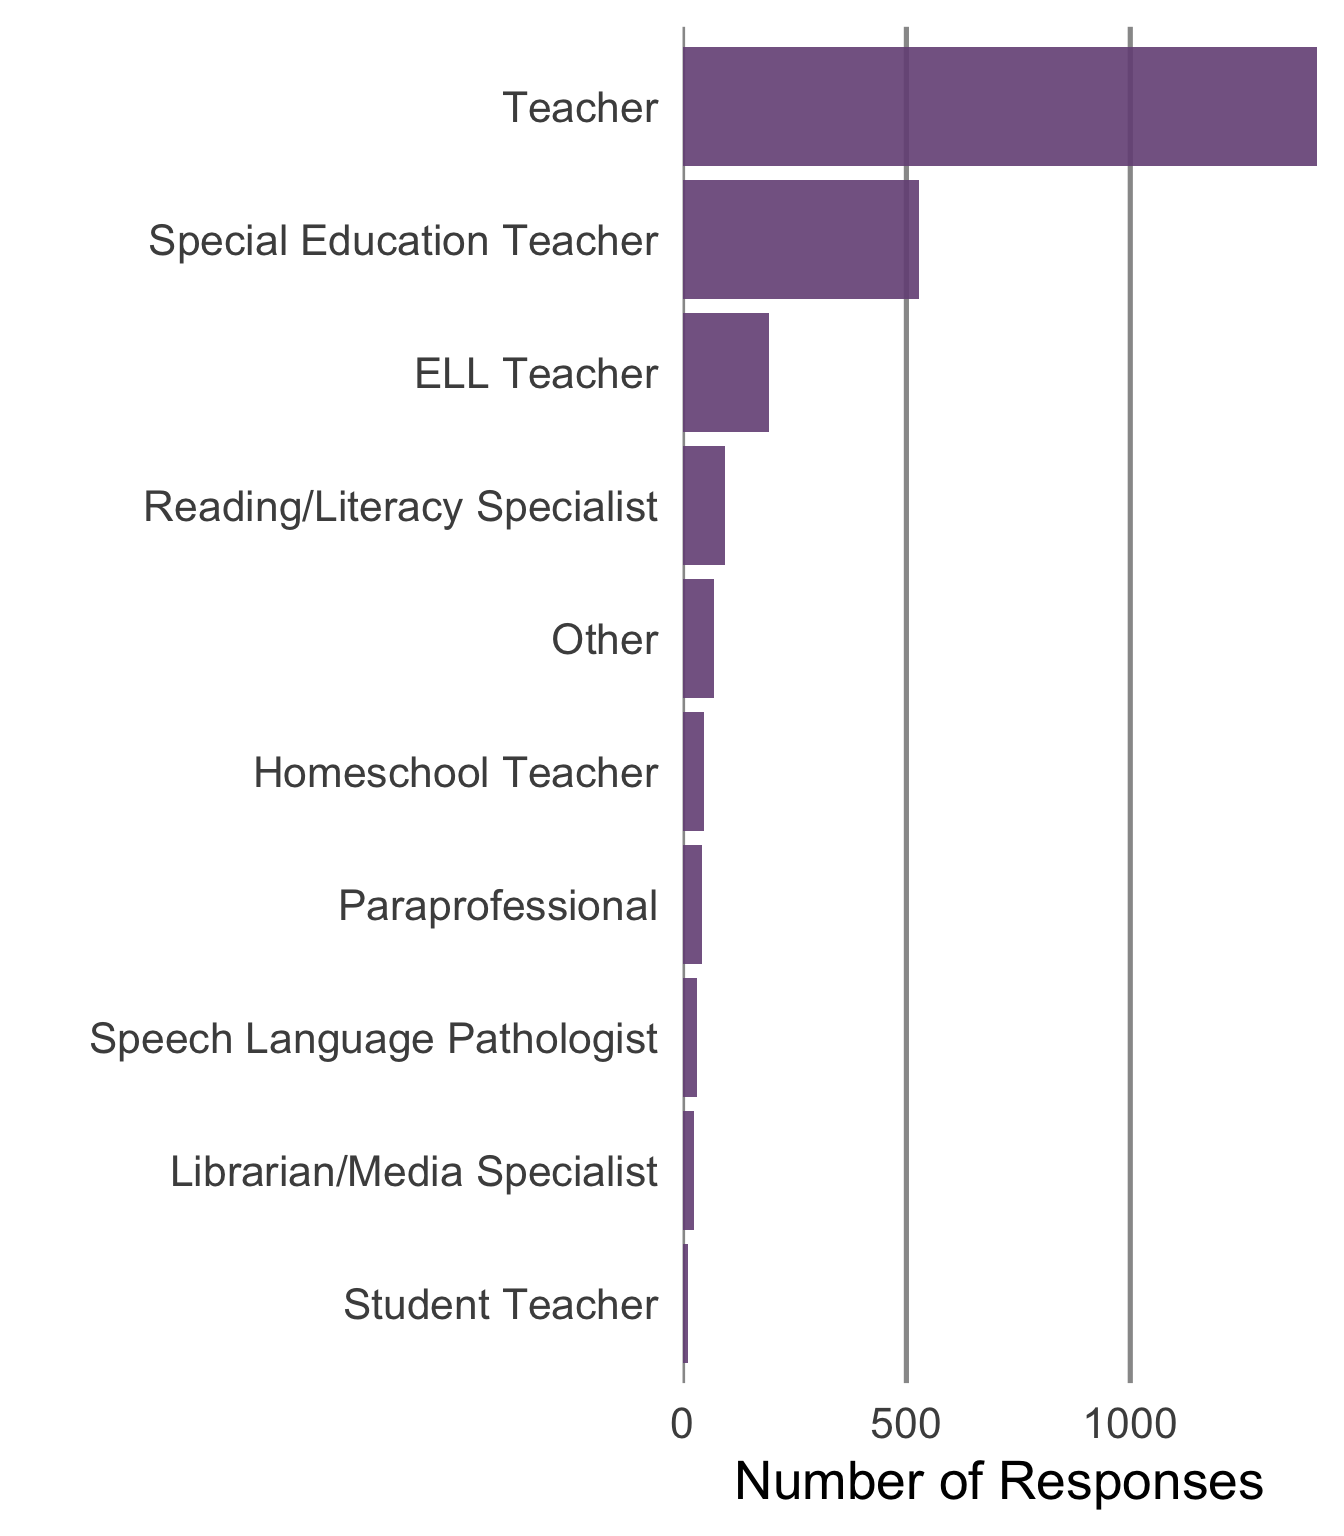 Teacher
Special Education Teacher
ELL Teacher
Reading/Literacy Specialist
Other
Homeschool Teacher
Paraprofessional
Speech Language Pathologist
Librarian/Media Specialist
Student Teacher
0 500 1000
Number of Responses